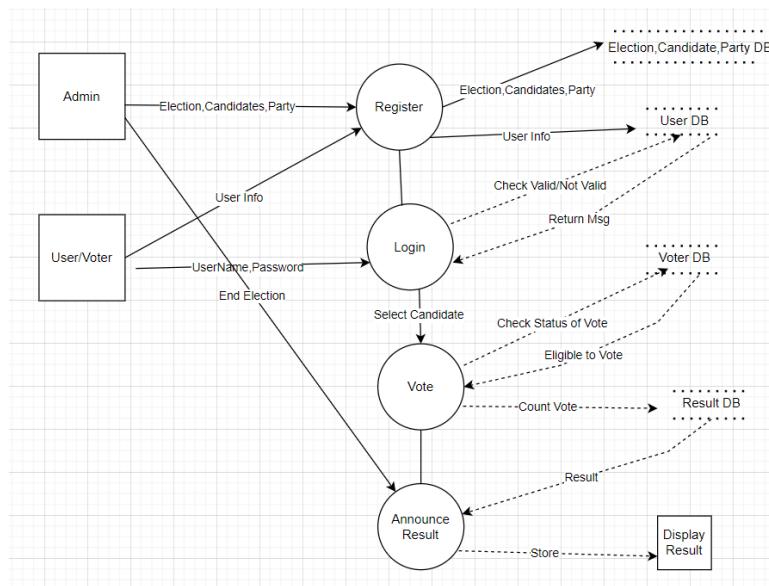 Election,Candidate,Party DB
Admin
Election,Candidates,Party
Register
Election,Candidates,Party
User DB
User Info
Check Valid/Not Valid
User Info
Return Msg
User/Voter
UserName,Password
Login
Voter DB
End Election
Select Candidate
Check Status of Vote
Eligible to Vote
Vote
Count Vote
Result DB
Result
Announce
Result
Store
Display
Result